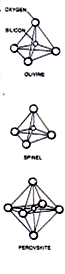 OXYGEN
SILICON
OLIVINE
SPINEL
PEROVSKITE